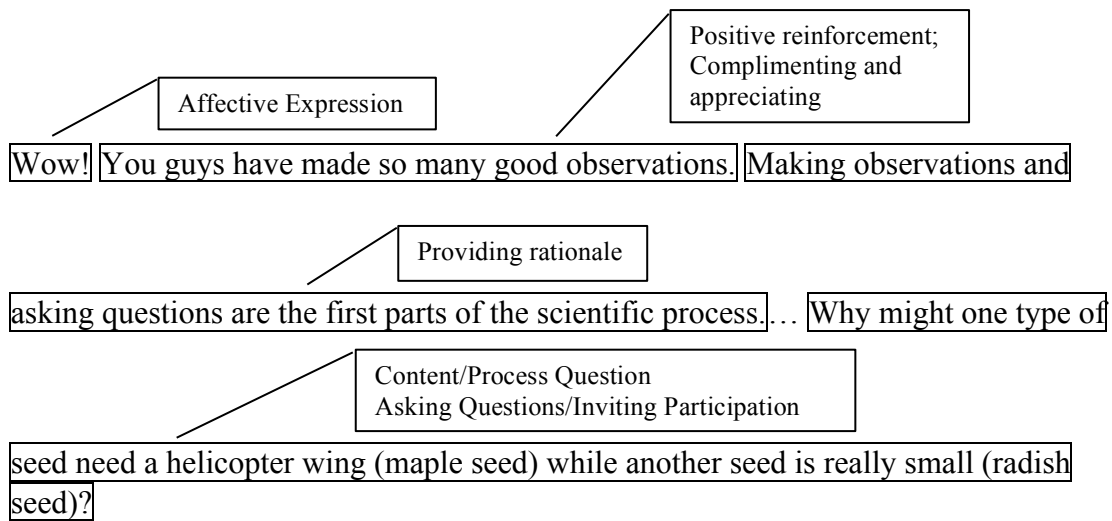 Positive reinforcement;
Complimenting and
appreciating
Affective Expression
Wow! You guys have made so many good observations. Making observations and
Providing rationale
asking questions are the first parts of the scientific process.… Why might one type of
Content/Process Question
Asking Questions/Inviting Participation
seed need a helicopter wing (maple seed) while another seed is really small (radish
seed)?